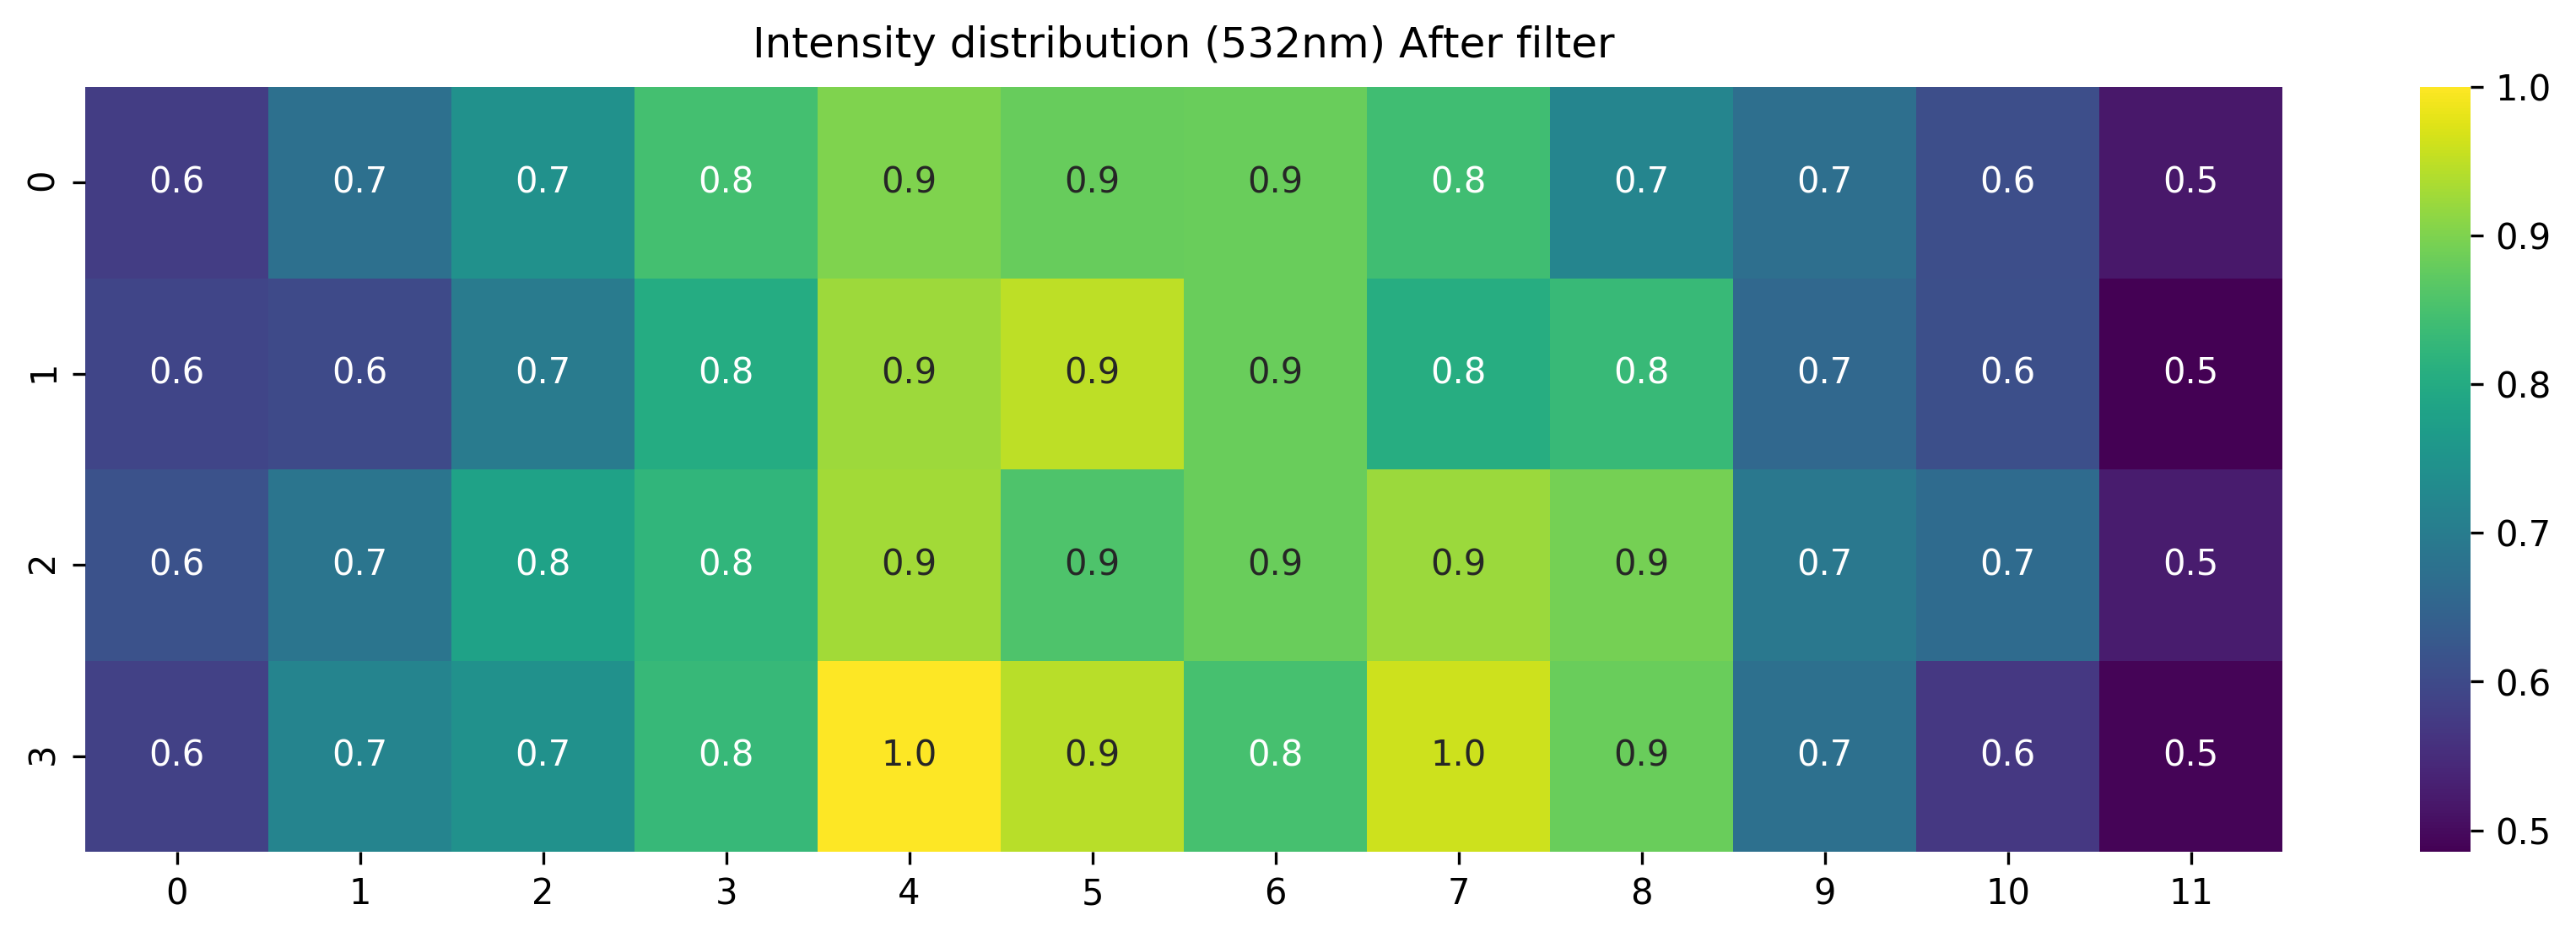 Intensity distribution (532nm) After filter
0 0.6 0.7 0.7 0.8 0.9 0.9 0.9 0.8 0.7 0.7 0.6 0.5
1 0.6 0.6 0.7 0.8 0.9 0.9 0.9 0.8 0.8 0.7 0.6 0.5
2 0.6 0.7 0.8 0.8 0.9 0.9 0.9 0.9 0.9 0.7 0.7 0.5
3 0.6 0.7 0.7 0.8 1.0 0.9 0.8 1.0 0.9 0.7 0.6 0.5
0 1 2 3 4 5 6 7 8 9 10 11
1.0
0.9
0.8
0.7
0.6
0.5